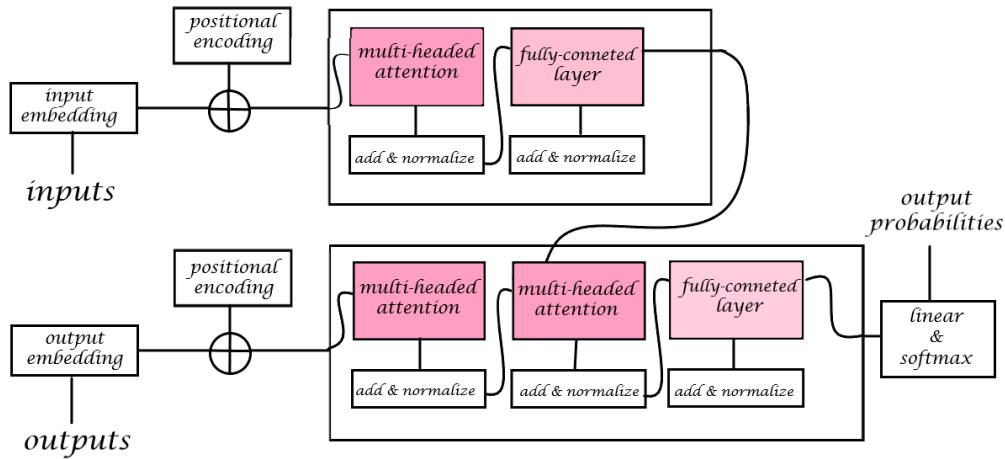 positional
encoding
input
embedding
inputs
multi-headed
attention
fully-conneted
layer
add & normalize
add & normalize
output
probabilities
positional
encoding
output
embedding
outputs
multi-headed
attention
multi-headed
attention
fully-conneted
layer
add & normalize
add & normalize
add & normalize
linear
&
softmax